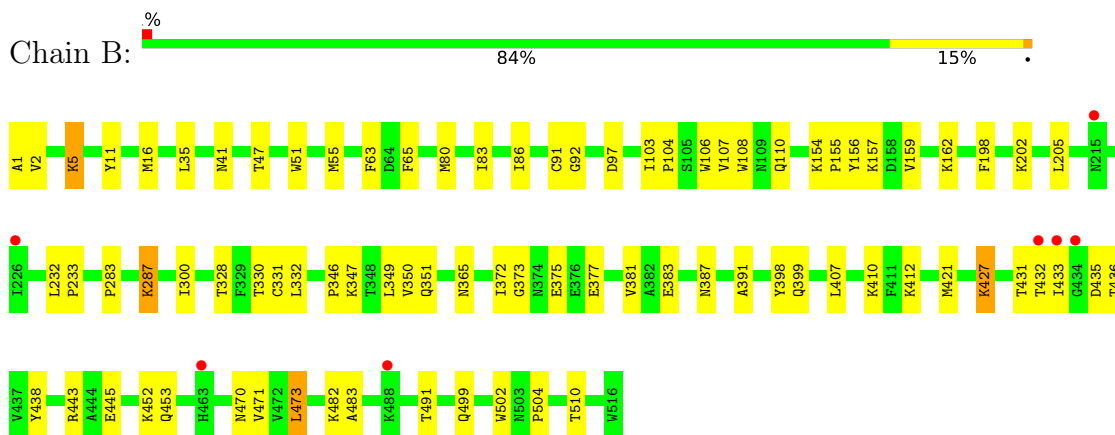 .%
Chain B:
84% 15% •
A1 V2 K5 Y11 M16 L35 N41 T47 W51 M55 F63 D64 F65 M80 I83 I86 C91 G92 D97 I103 P104 S105 W106 V107 W108 N109 Q110 K154 P155 Y156 K157 D158 V159 K162 F198 K202 L205 N215
I226 L232 P233 P283 K287 I300 T328 F329 T330 C331 L332 P346 K347 T348 L349 V350 Q351 N365 I372 G373 N374 E375 E376 E377 V381 A382 E383 N387 A391 Y398 Q399 L407 K410 F411 K412 M421 K427 T431 T432 I433 G434 D435 T436
V437 Y438 R443 A444 E445 K452 Q453 H463 N470 V471 V472 L473 K482 A483 K488 T491 Q499 W502 N503 P504 T510 W516